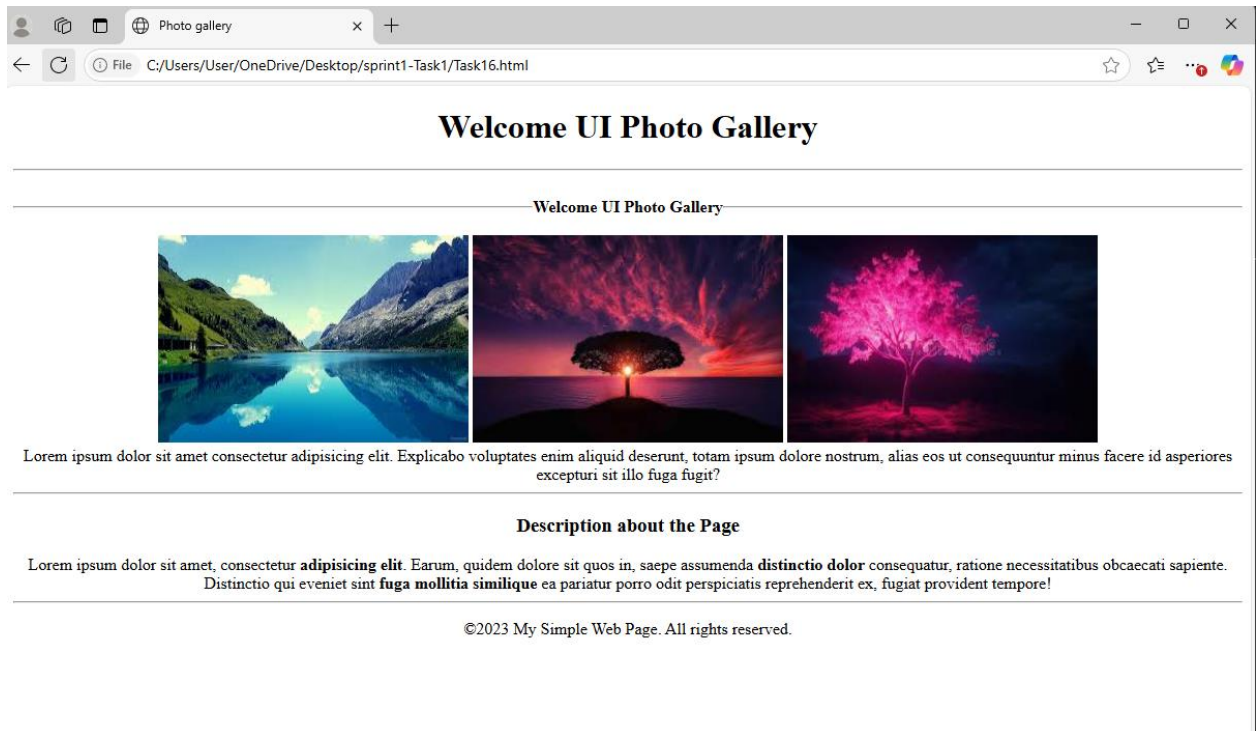 Photo gallery
File C:/Users/User/OneDrive/Desktop/sprint1-Task1/Task16.html
Welcome UI Photo Gallery
Welcome UI Photo Gallery
Lorem ipsum dolor sit amet consectetur adipisicing elit. Explicabo voluptates enim aliquid deserunt, totam ipsum dolore nostrum, alias eos ut consequuntur minus facere id asperiores
excepturi sit illo fuga fugit?
Description about the Page
Lorem ipsum dolor sit amet, consectetur adipisicing elit. Earum, quidem dolore sit quos in, saepe assumenda distinctio dolor consequatur, ratione necessitatibus obcaecati sapiente.
Distinctio qui eveniet sint fuga mollitia similique ea pariatur porro odit perspiciatis reprehenderit ex, fugiat provident tempore!
©2023 My Simple Web Page. All rights reserved.